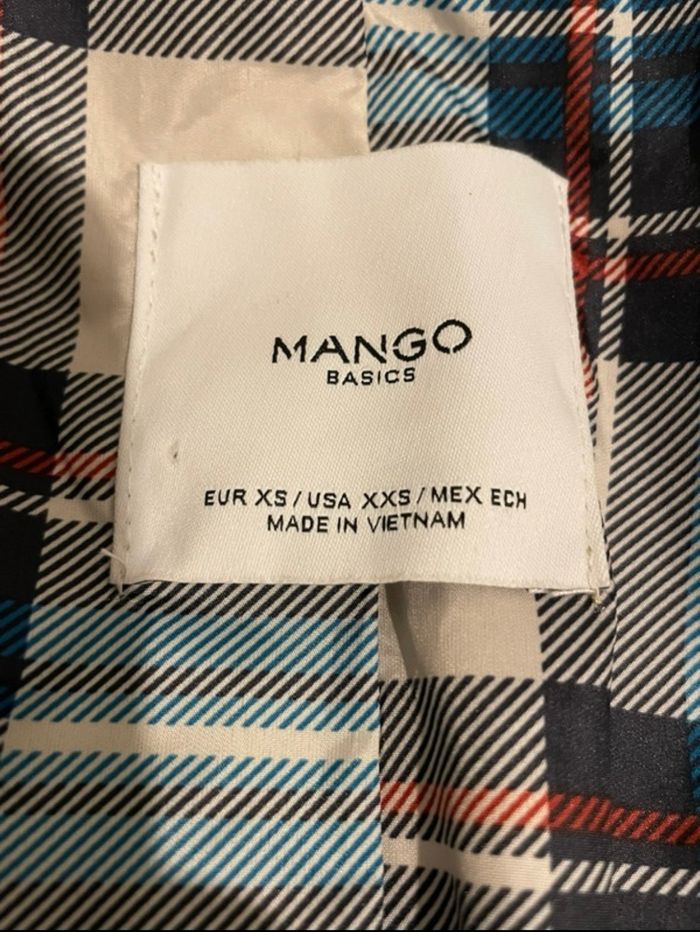 MANGO
BASICS
EUR XS / USA XXS / MEX ECH
MADE IN VIETNAM